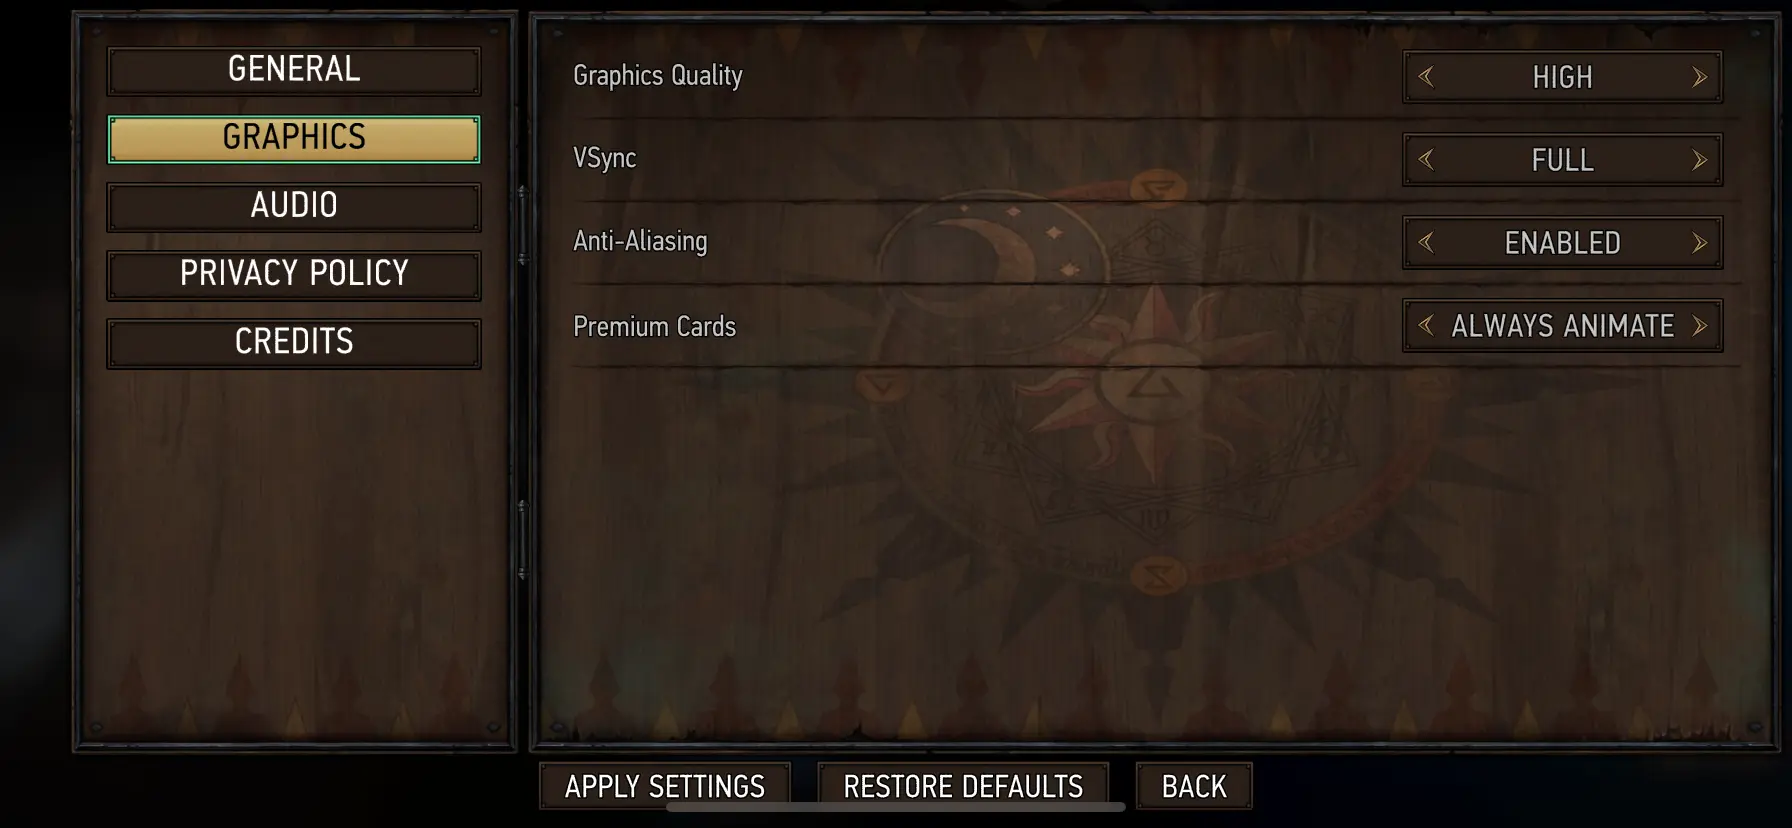 GENERAL
GRAPHICS
AUDIO
PRIVACY POLICY
CREDITS
Graphics Quality
HIGH
VSync
FULL
Anti-Aliasing
ENABLED
Premium Cards
ALWAYS ANIMATE
APPLY SETTINGS
RESTORE DEFAULTS
BACK